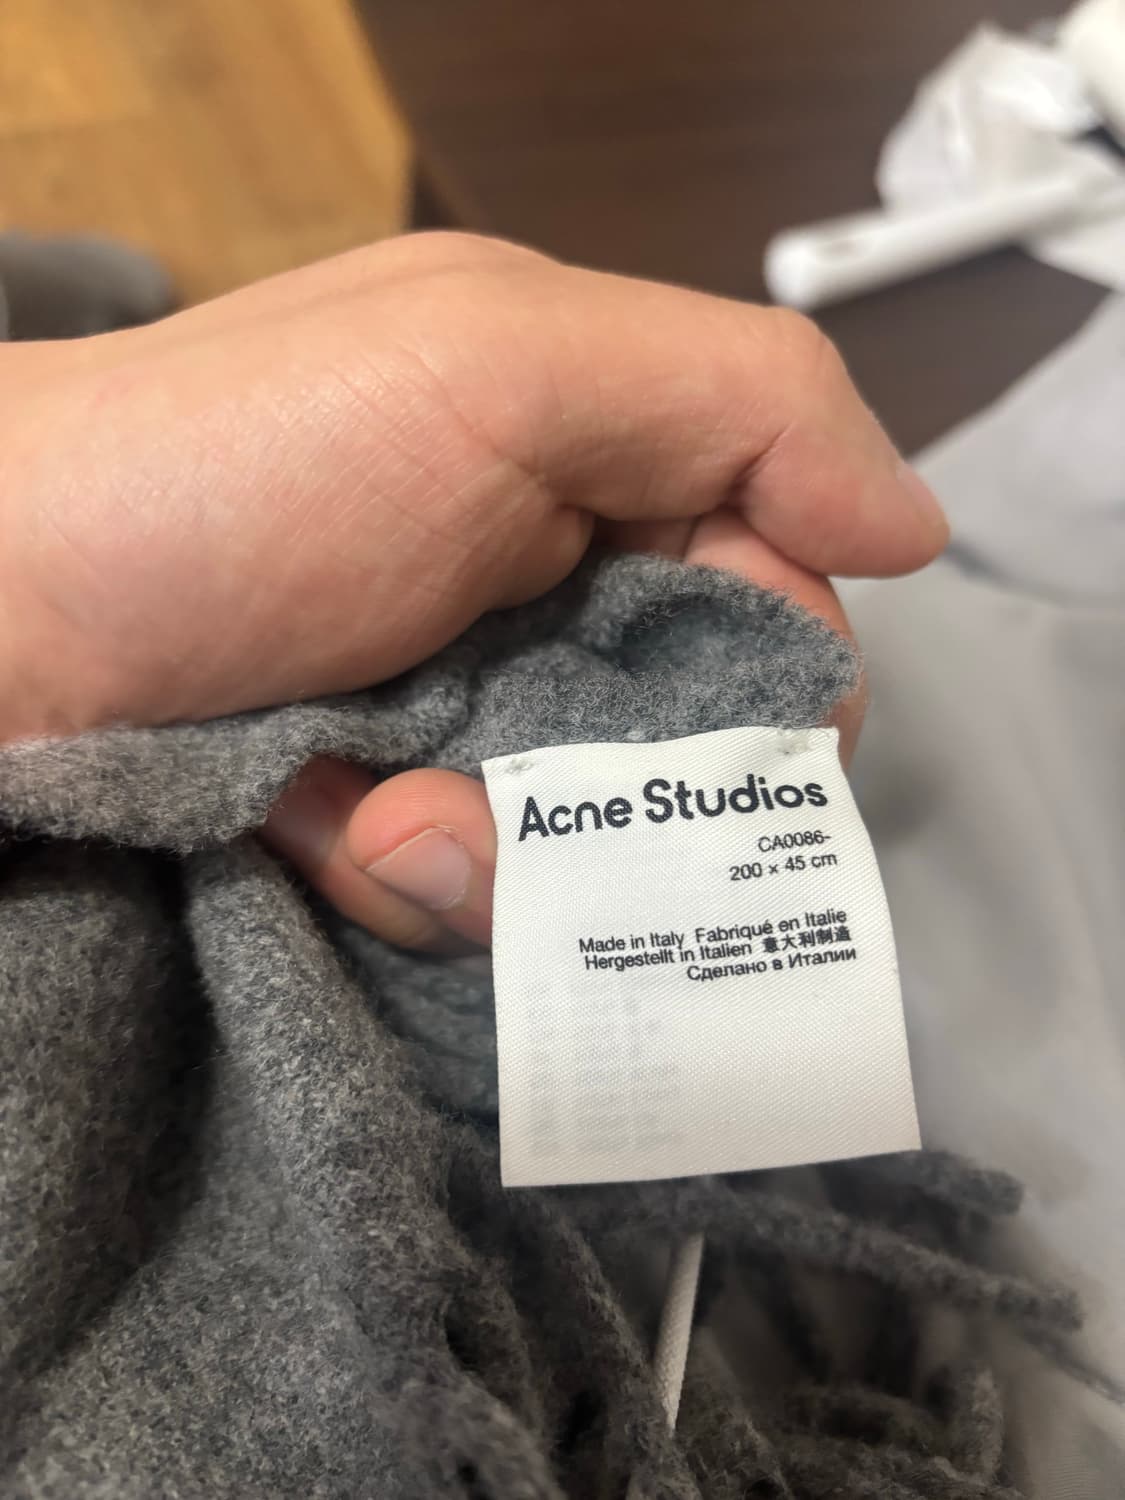 Acne Studios
CA0086-
200 x 45 cm
Made in Italy Fabriqué en Italie
Hergestellt in Italien 意大利制造
Сделано в Италии